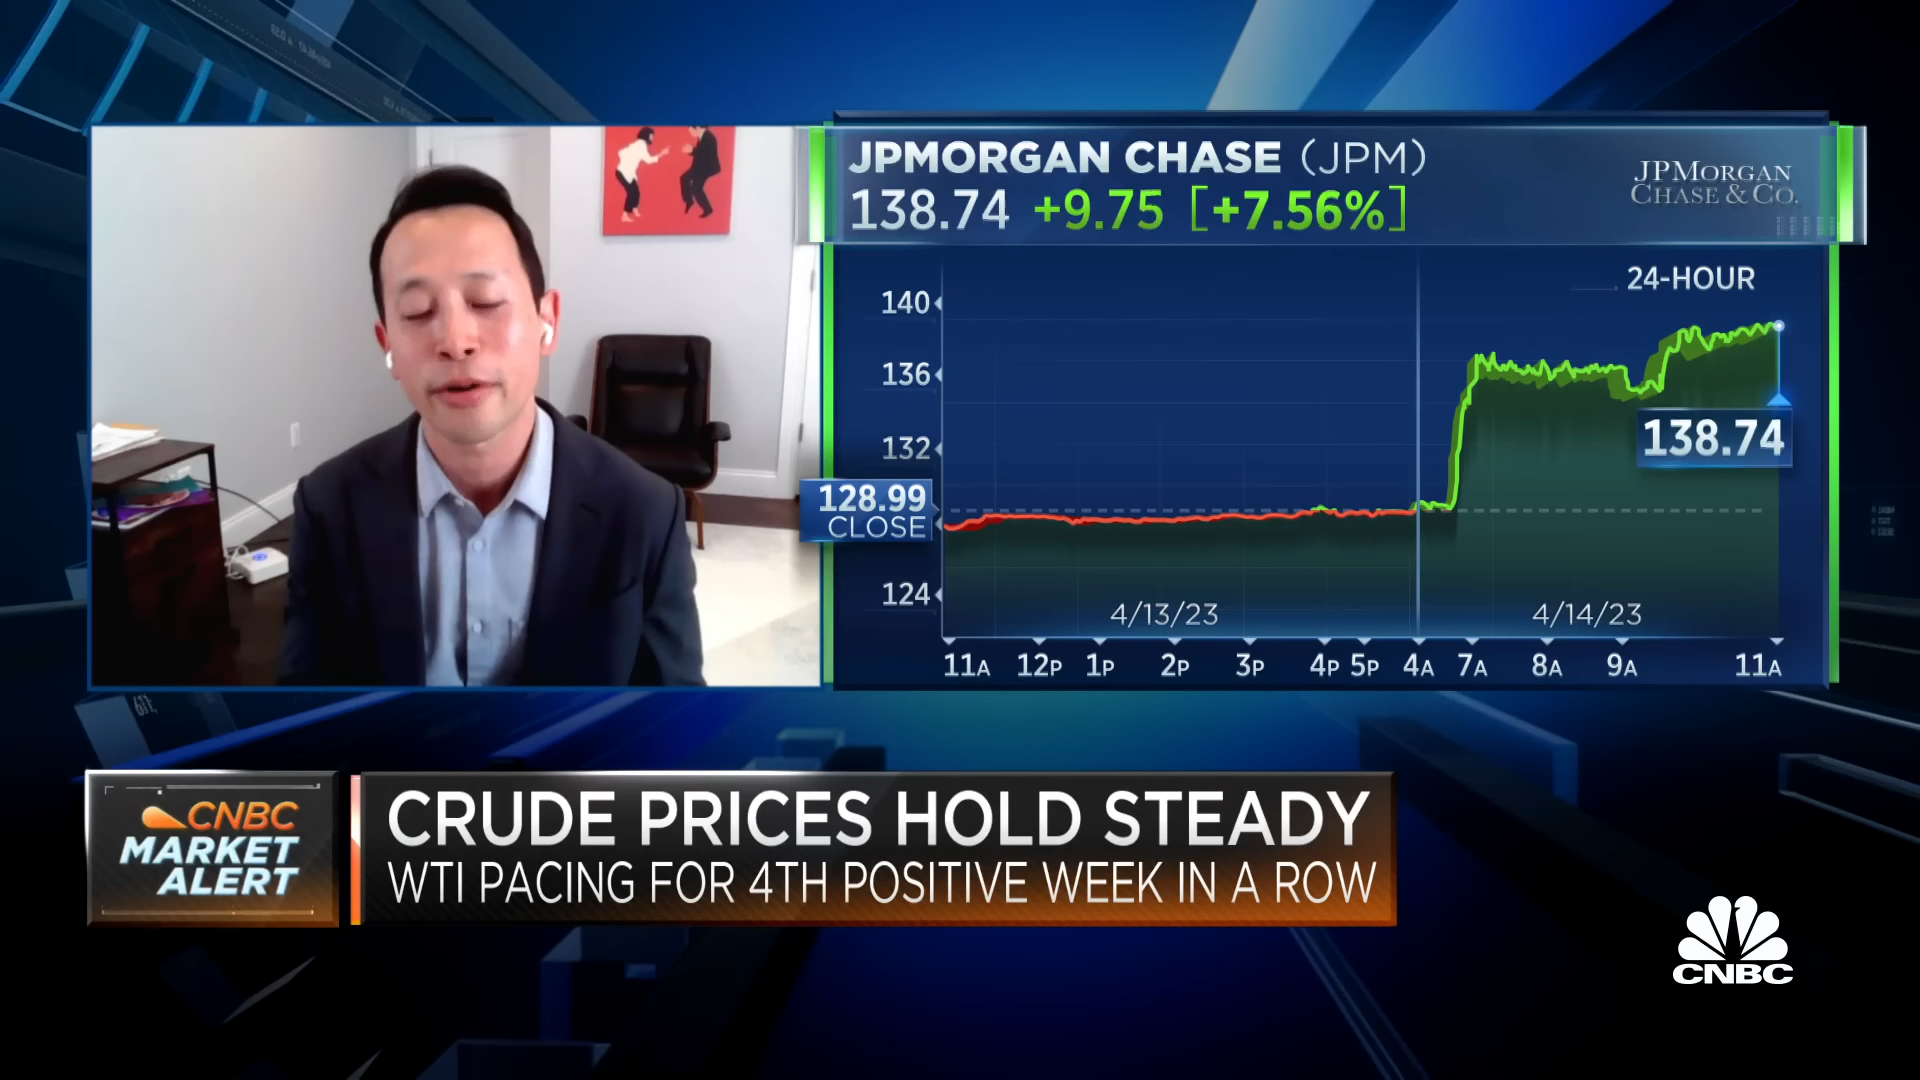 JPMORGAN CHASE (JPM)
138.74 +9.75 [+7.56%]
JPMORGAN
CHASE & CO.
24-HOUR
140
136
132
128.99
CLOSE
124
138.74
4/13/23 4/14/23
11A 12P 1P 2P 3P 4P 5P 4A 7A 8A 9A 11A
CNBC
MARKET
ALERT
CRUDE PRICES HOLD STEADY
WTI PACING FOR 4TH POSITIVE WEEK IN A ROW
CNBC